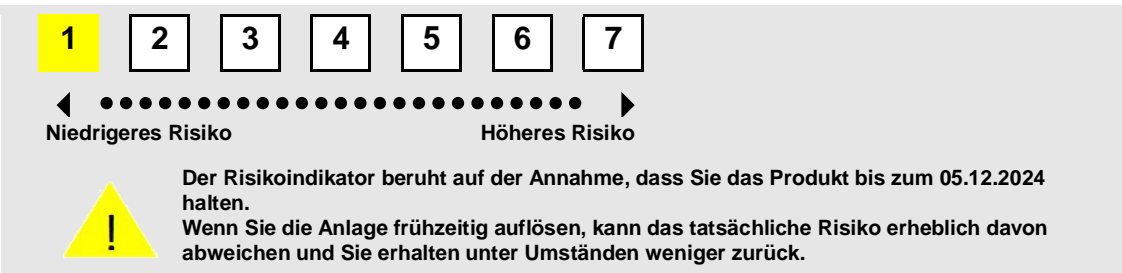 1 2 3 4 5 6 7
Niedrigeres Risiko Höheres Risiko
Der Risikoindikator beruht auf der Annahme, dass Sie das Produkt bis zum 05.12.2024
halten.
Wenn Sie die Anlage frühzeitig auflösen, kann das tatsächliche Risiko erheblich davon
abweichen und Sie erhalten unter Umständen weniger zurück.
!